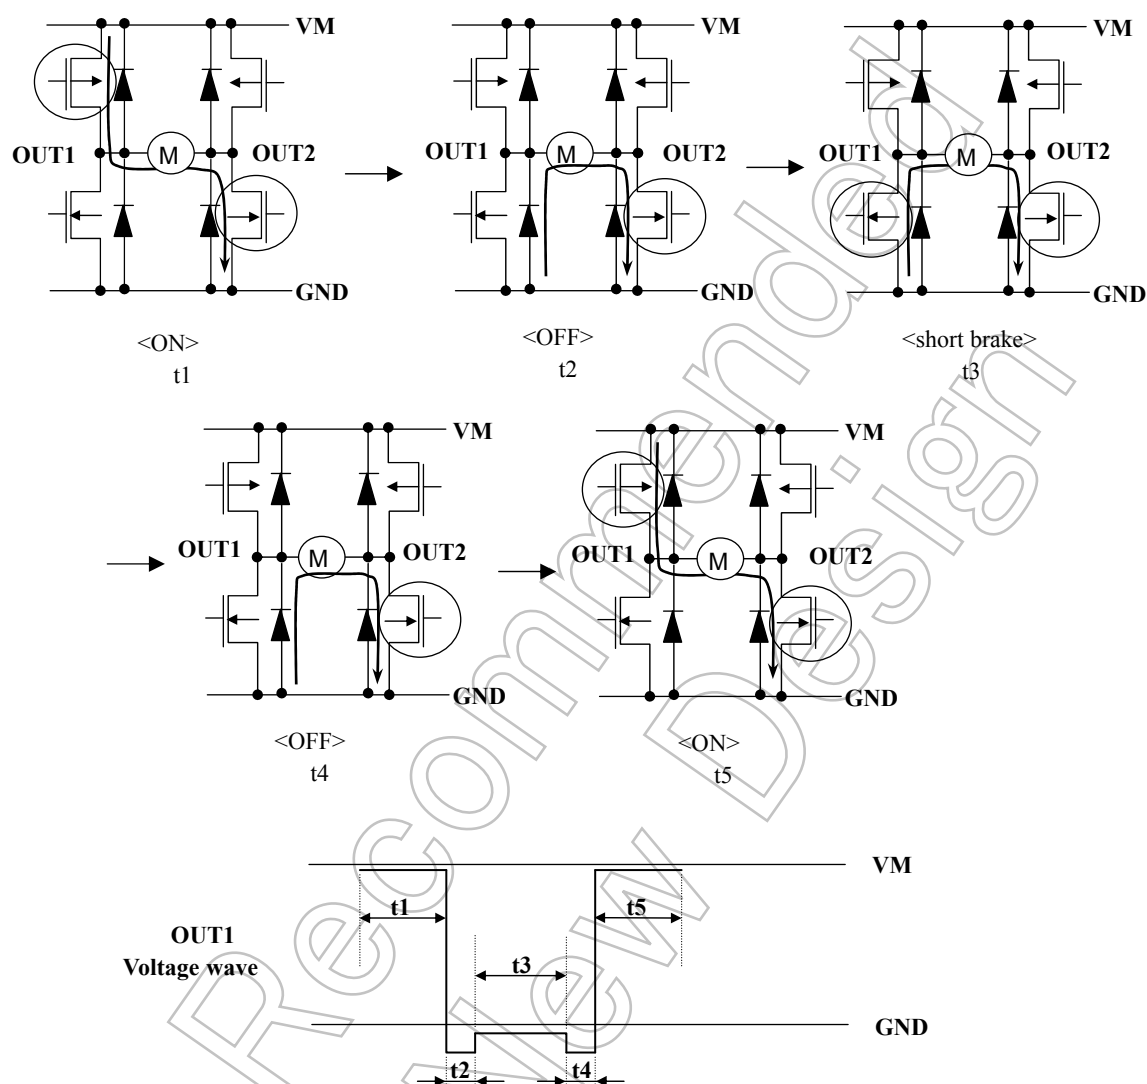 VM VM VM
M M M
OUT1 OUT2 OUT1 OUT2 OUT1 OUT2
GND GND GND
<ON> <OFF> <short brake>
t1 t2 t3
VM VM
OUT1 M OUT2 OUT1 M OUT2
GND GND
<OFF> <ON>
t4 t5
VM
t1 t5
OUT1
Voltage wave
t3
GND
t2 t4
Recommended
New Design